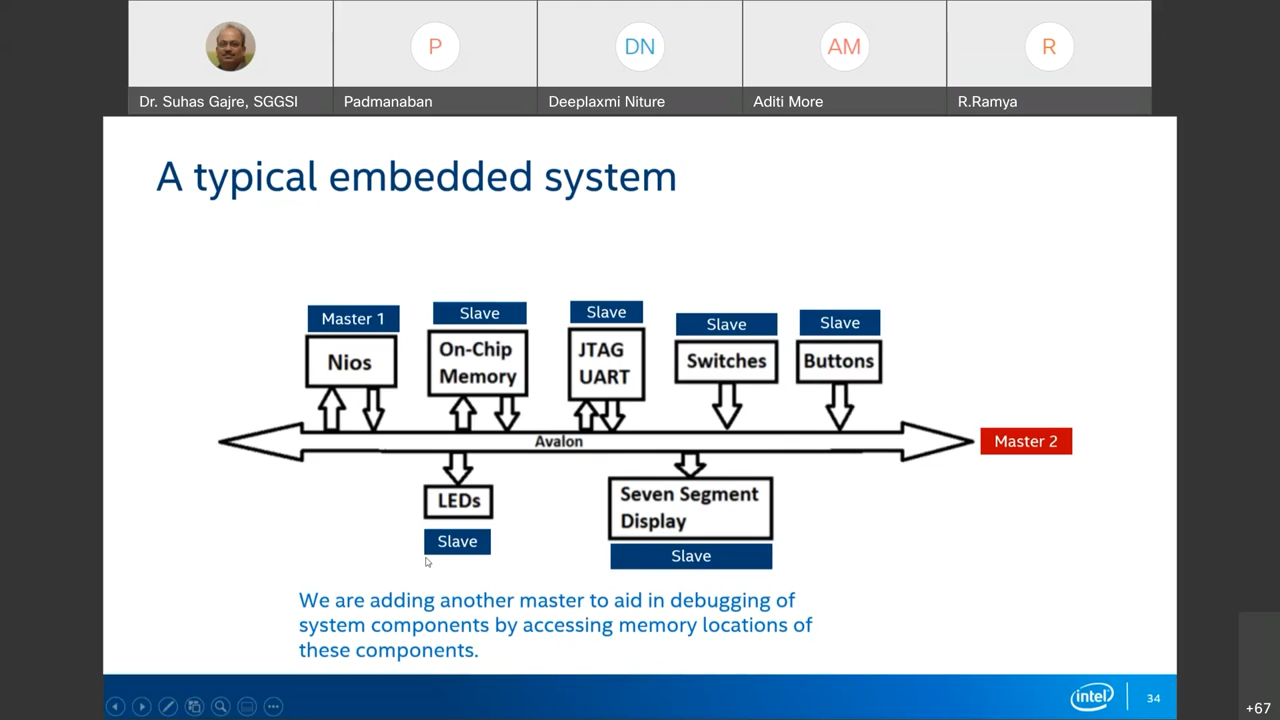 P
DN
AM
R
Dr. Suhas Gajre, SGGSI
Padmanaban
Deeplaxmi Niture
Aditi More
R.Ramya
A typical embedded system
Master 1
Slave
Slave
Slave
Slave
Nios
On-Chip
Memory
JTAG
UART
Switches
Buttons
Avalon
Master 2
LEDs
Slave
Seven Segment
Display
Slave
We are adding another master to aid in debugging of
system components by accessing memory locations of
these components.
intel
34
+67